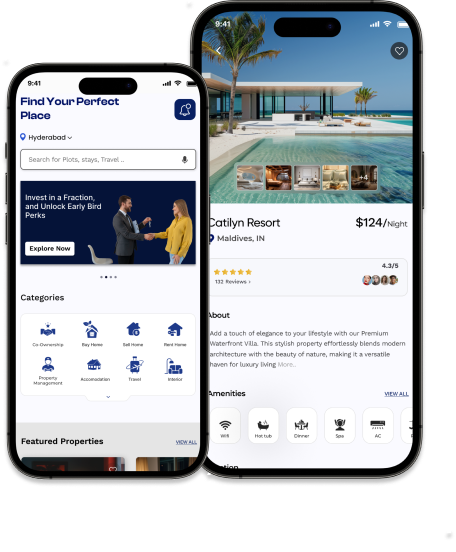 9:41
Find Your Perfect
Place
Hyderabad
Search for Plots, stays, Travel ..
Invest in a Fraction,
and Unlock Early Bird
Perks
Explore Now
Categories
Co-Ownership
Buy Home
Sell Home
Rent Home
Property
Management
Accomodation
Travel
Interior
Featured Properties
VIEW ALL
9:41
+4
Catilyn Resort
$124/Night
Maldives, IN
4.3/5
132 Reviews >
About
Add a touch of elegance to your lifestyle with our Premium
Waterfront Villa. This stylish property effortlessly blends modern
architecture with the beauty of nature, making it a versatile
haven for luxury living More..
Amenities
VIEW ALL
Wifi
Hot tub
Dinner
Spa
AC